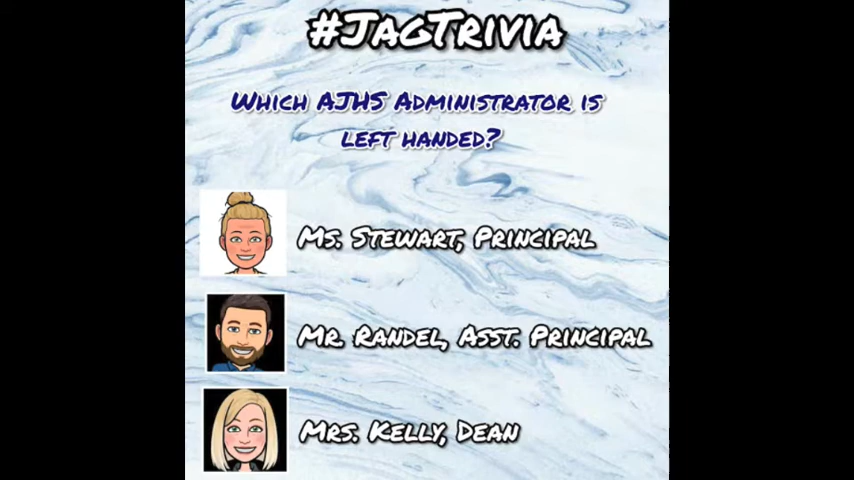 #JagTrivia
Which AJHS Administrator is
left handed?
Ms. Stewart, Principal
Mr. Randel, Asst. Principal
Mrs. Kelly, Dean